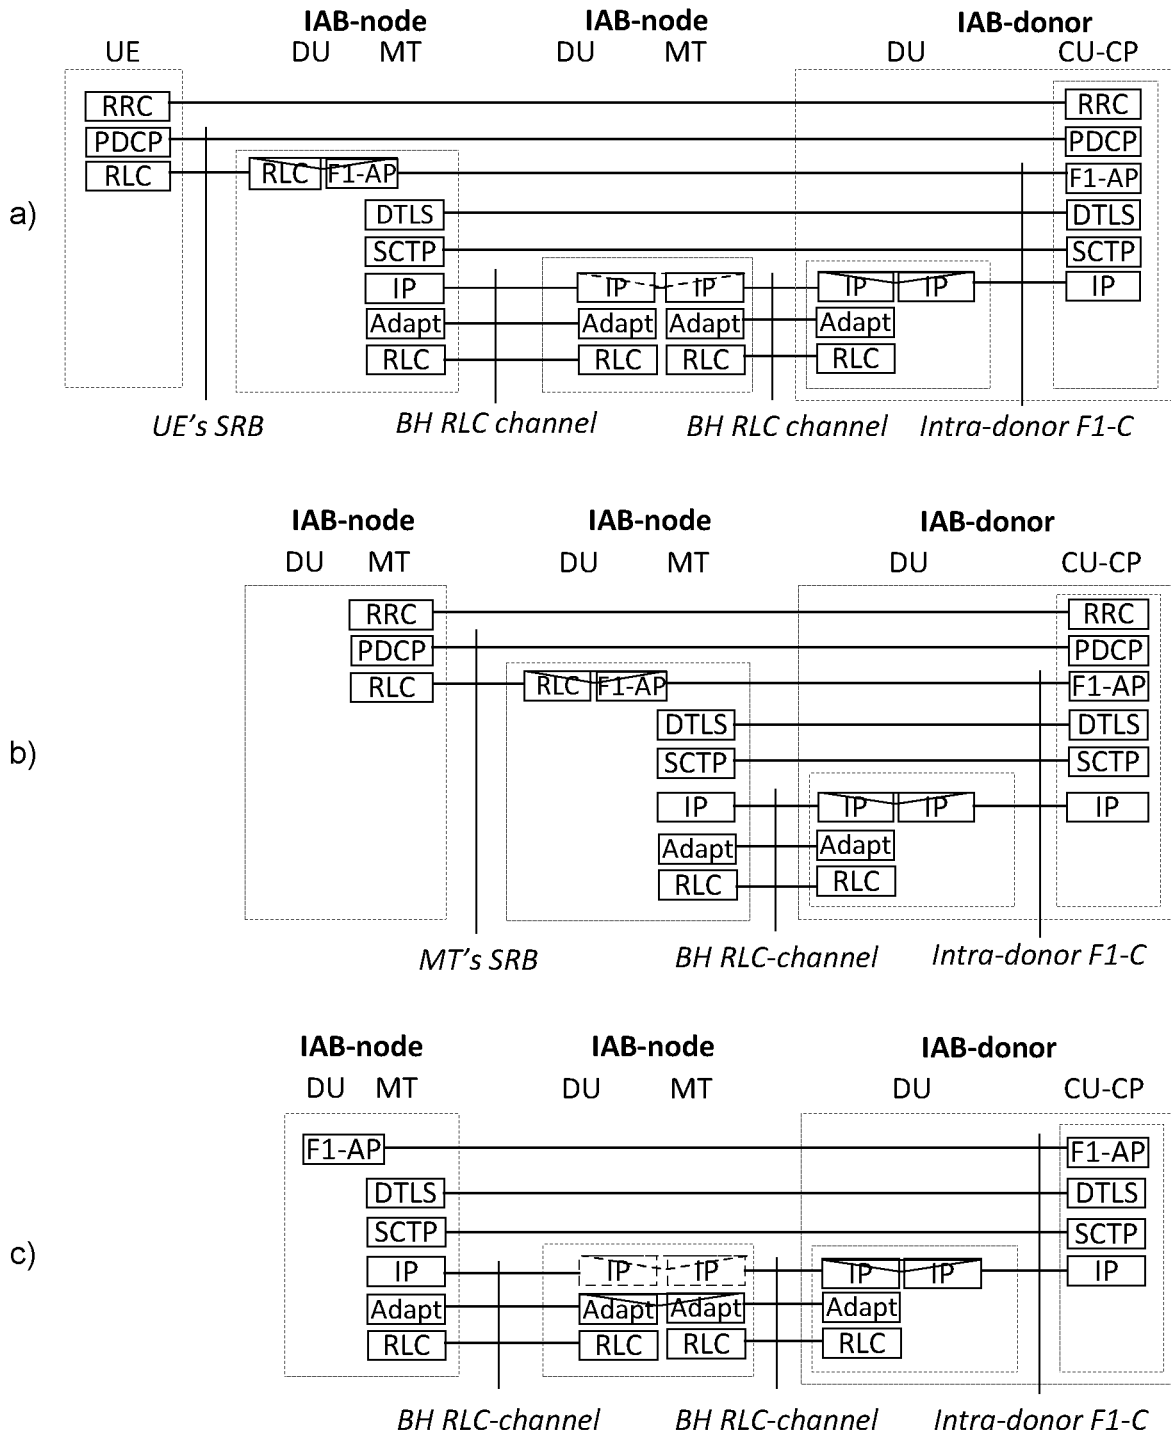 IAB-node IAB-node IAB-donor
UE DU MT DU MT DU CU-CP
RRC RRC
PDCP PDCP
RLC RLC F1-AP F1-AP
a) DTLS DTLS
SCTP SCTP
IP IP IP IP IP IP
Adapt Adapt Adapt Adapt
RLC RLC RLC RLC
UE's SRB BH RLC channel BH RLC channel Intra-donor F1-C
IAB-node IAB-node IAB-donor
DU MT DU MT DU CU-CP
RRC RRC
PDCP PDCP
RLC RLC F1-AP F1-AP
DTLS DTLS
b) SCTP SCTP
IP IP IP IP
Adapt Adapt
RLC RLC
MT's SRB BH RLC-channel Intra-donor F1-C
IAB-node IAB-node IAB-donor
DU MT DU MT DU CU-CP
F1-AP F1-AP
DTLS DTLS
SCTP SCTP
c) IP IP IP IP IP IP
Adapt Adapt Adapt Adapt
RLC RLC RLC RLC
BH RLC-channel BH RLC-channel Intra-donor F1-C